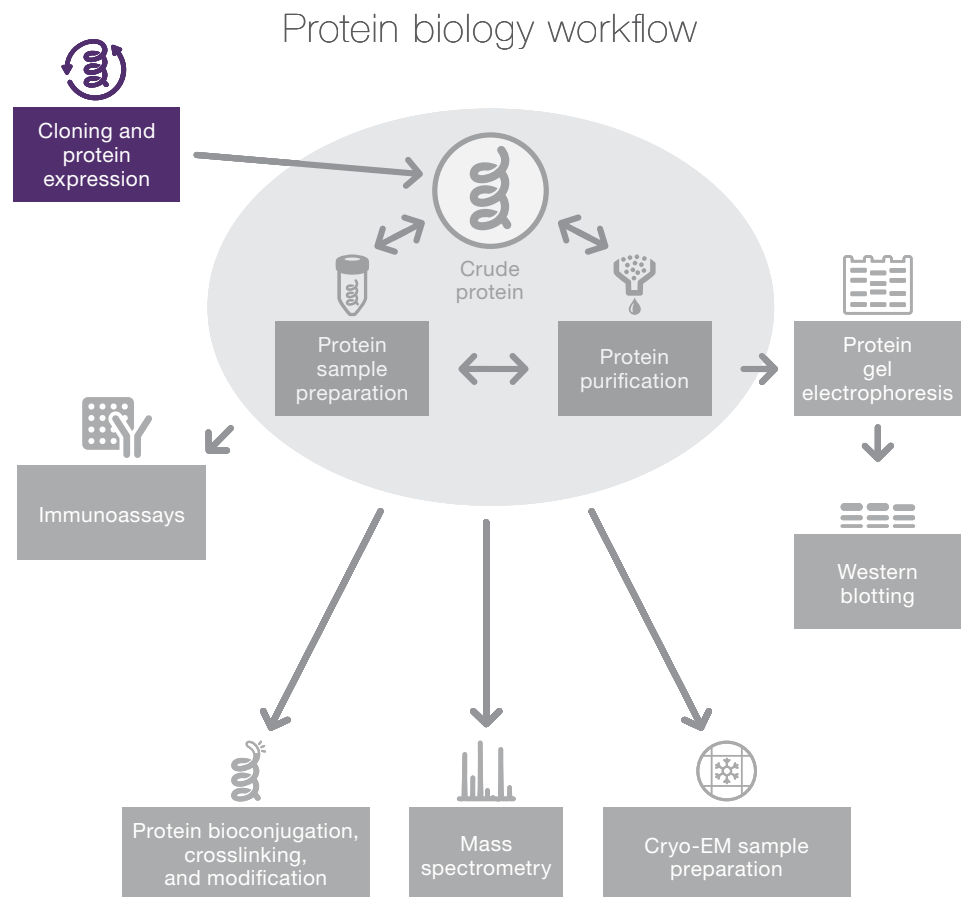 Protein biology workflow
Cloning and
protein
expression
Crude
protein
Protein
sample
preparation
Protein
purification
Protein
gel
electrophoresis
Immunoassays
Western
blotting
Protein bioconjugation,
crosslinking,
and modification
Mass
spectrometry
Cryo-EM sample
preparation